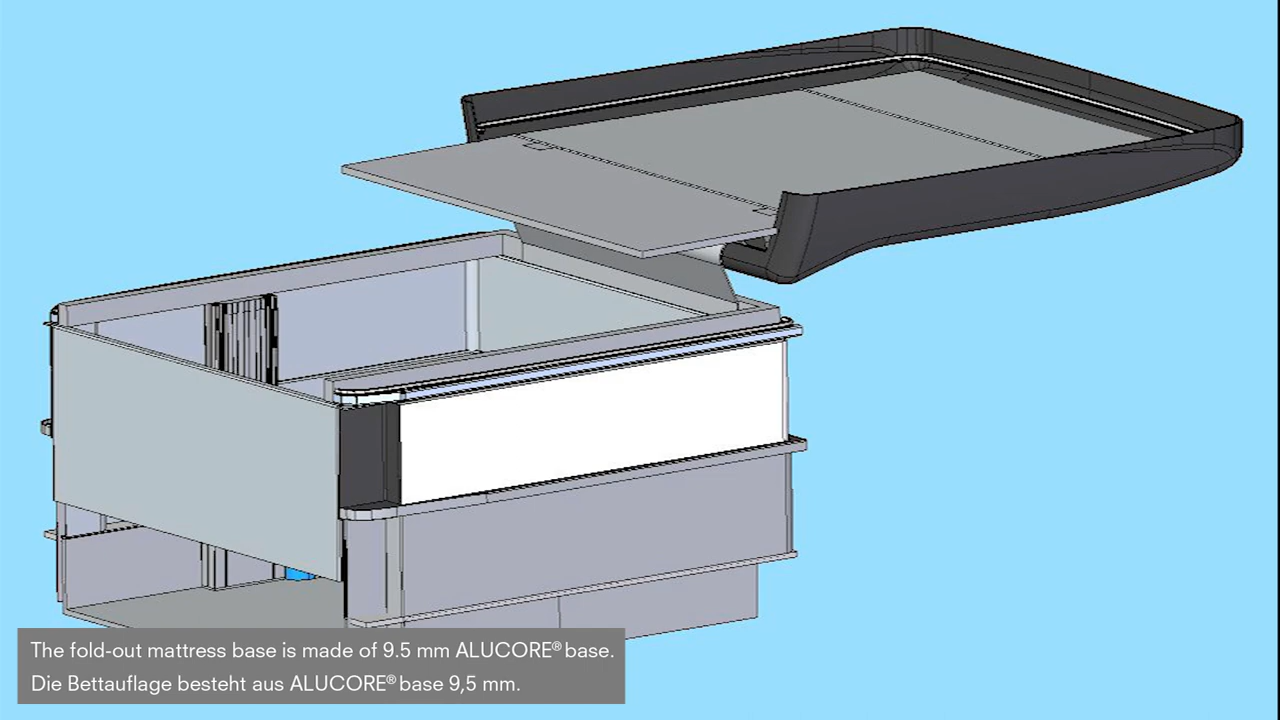 The fold-out mattress base is made of 9.5 mm ALUCORE® base.
Die Bettauflage besteht aus ALUCORE® base 9,5 mm.